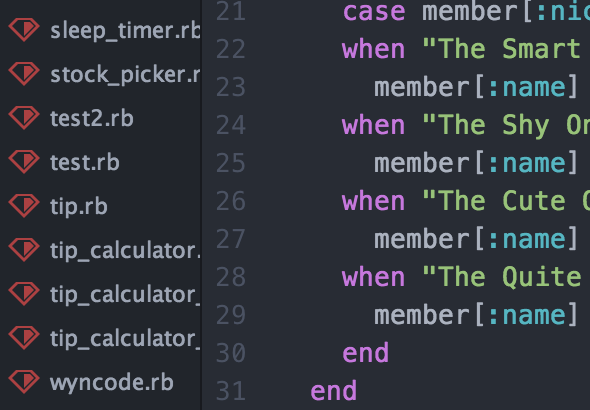 sleep_timer.rb
stock_picker.r
test2.rb
test.rb
tip.rb
tip_calculator.
tip_calculator_
tip_calculator_
wyncode.rb
21 case member[:nic
22 when "The Smart
23 member[:name]
24 when "The Shy On
25 member[:name]
26 when "The Cute O
27 member[:name]
28 when "The Quite
29 member[:name]
30 end
31 end